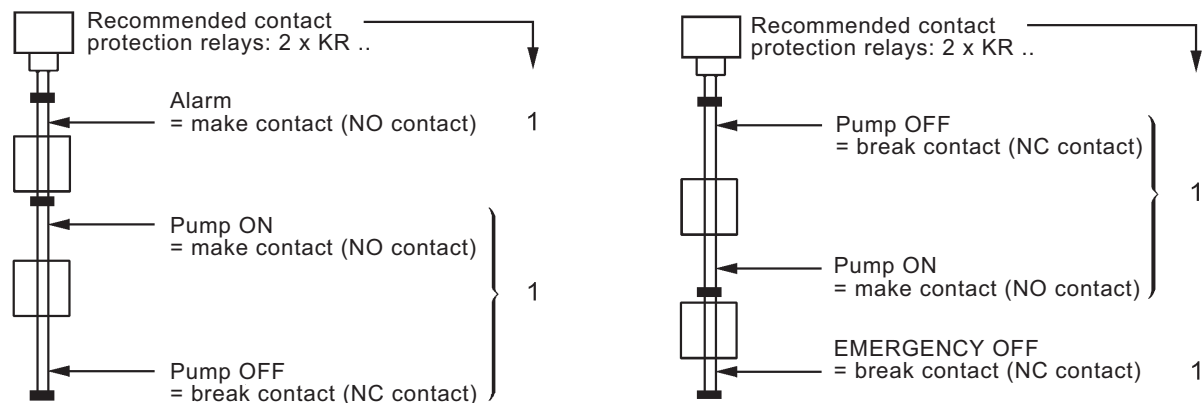 Recommended contact
protection relays: 2 x KR ..
Alarm
= make contact (NO contact)
1
Pump ON
= make contact (NO contact)
1
Pump OFF
= break contact (NC contact)
Recommended contact
protection relays: 2 x KR ..
Pump OFF
= break contact (NC contact)
1
Pump ON
= make contact (NO contact)
EMERGENCY OFF
= break contact (NC contact)
1